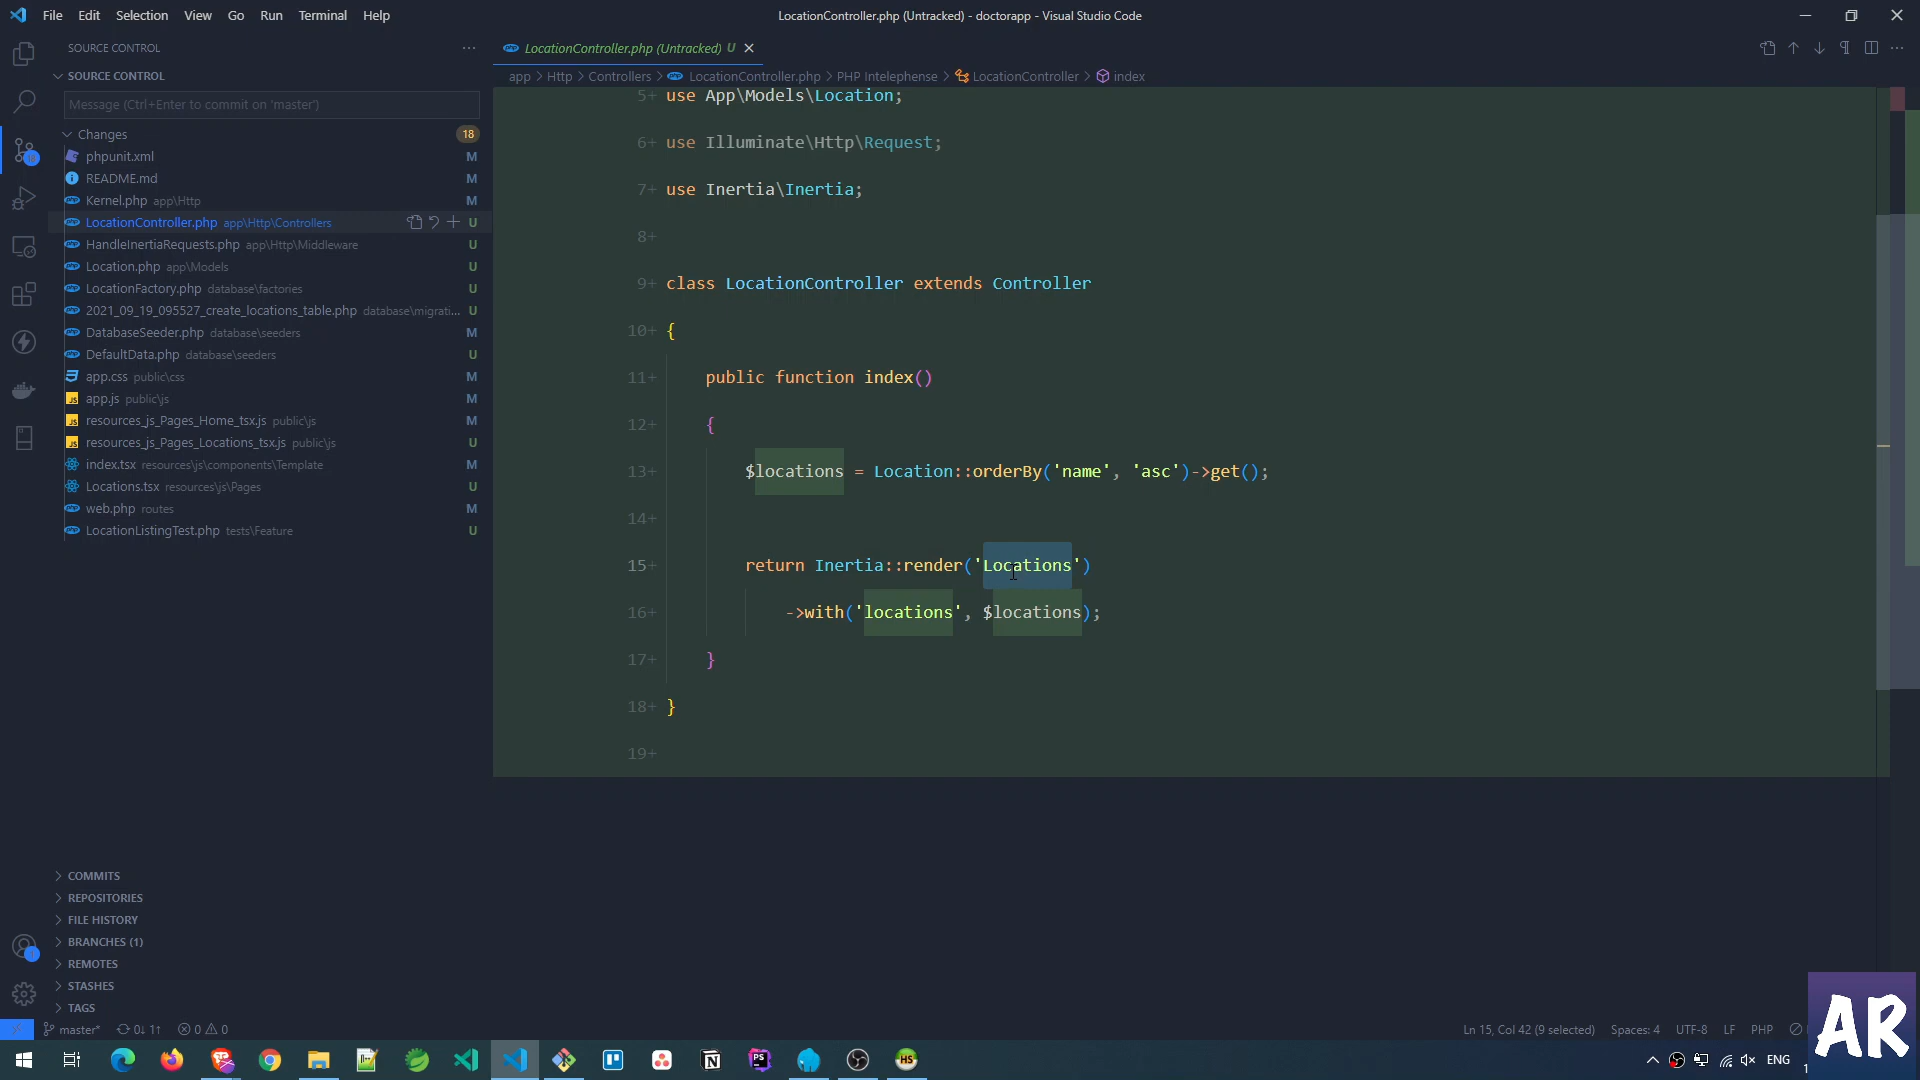 File Edit Selection View Go Run Terminal Help
LocationController.php (Untracked) - doctorapp - Visual Studio Code
SOURCE CONTROL
SOURCE CONTROL
Message (Ctrl+Enter to commit on 'master')
Changes 18
phpunit.xml M
README.md M
Kernel.php app\Http M
LocationController.php app\Http\Controllers U
HandleInertiaRequests.php app\Http\Middleware U
Location.php app\Models U
LocationFactory.php database\factories U
2021_09_19_095527_create_locations_table.php database\migrati... U
DatabaseSeeder.php database\seeders M
DefaultData.php database\seeders U
app.css public\css M
app.js public\js M
resources_js_Pages_Home_tsx.js public\js M
resources_js_Pages_Locations_tsx.js public\js U
index.tsx resources\js\components\Template M
Locations.tsx resources\js\Pages U
web.php routes M
LocationListingTest.php tests\Feature U
COMMITS
REPOSITORIES
FILE HISTORY
BRANCHES (1)
REMOTES
STASHES
TAGS
LocationController.php (Untracked) U
app > Http > Controllers > LocationController.php > PHP Intelephense > LocationController > index
5+ use App\Models\Location;
6+ use Illuminate\Http\Request;
7+ use Inertia\Inertia;
8+
9+ class LocationController extends Controller
10+ {
11+ public function index()
12+ {
13+ $locations = Location::orderBy('name', 'asc')->get();
14+
15+ return Inertia::render('Locations')
16+ ->with('locations', $locations);
17+ }
18+ }
19+
master* 0↓ 1↑ 0 0
Ln 15, Col 42 (9 selected) Spaces: 4 UTF-8 LF PHP
ENG
AR